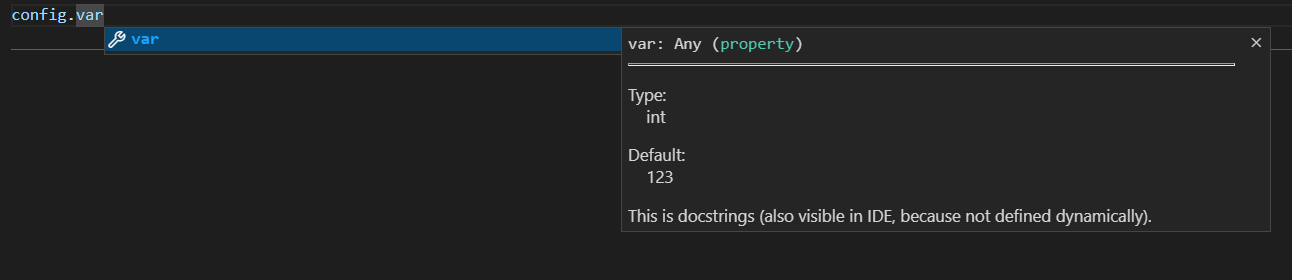 config.var
var
var: Any (property)
Type:
int
Default:
123
This is docstrings (also visible in IDE, because not defined dynamically).